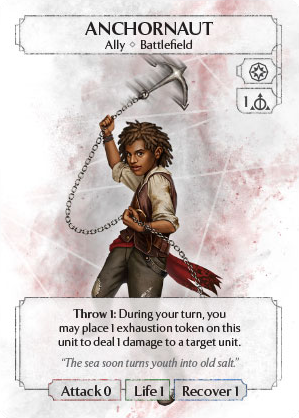 ANCHORNAUT
Ally ◇ Battlefield
1
Throw 1: During your turn, you
may place 1 exhaustion token on this
unit to deal 1 damage to a target unit.
"The sea soon turns youth into old salt."
Attack 0 Life 1 Recover 1